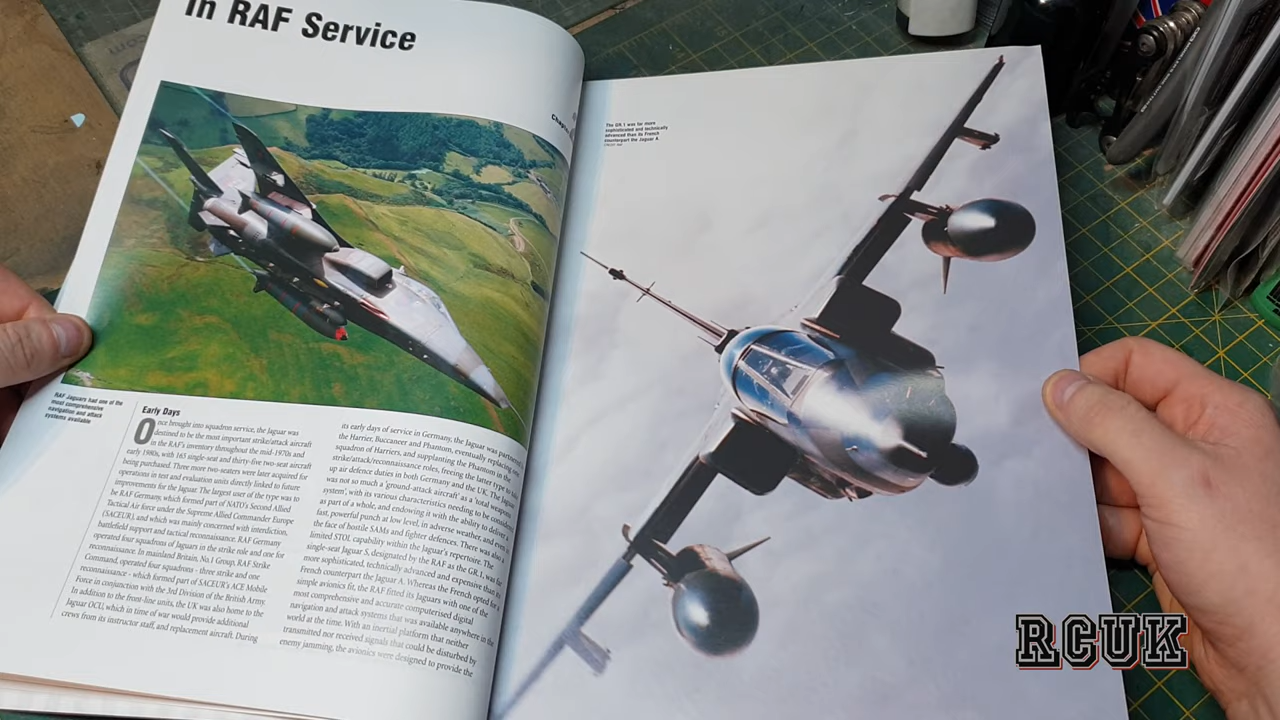 In RAF Service
Chapter
The GR.1 was far more
sophisticated and technically
advanced than its French
counterpart the Jaguar A
RAF Jaguars had one of the
most comprehensive
navigation and attack
systems available
Early Days
Once brought into squadron service, the Jaguar was
destined to be the most important strike/attack aircraft
in the RAF's inventory throughout the mid-1970s and
early 1980s, with 165 single-seat and thirty-five two-seat aircraft
being purchased. Three more two-seaters were later acquired for
operations in test and evaluation units directly linked to future
improvements for the Jaguar. The largest user of the type was to
be RAF Germany, which formed part of NATO's Second Allied
Tactical Air force under the Supreme Allied Commander Europe
(SACEUR), and which was mainly concerned with interdiction,
battlefield support and tactical reconnaissance. RAF Germany
operated four squadrons of Jaguars in the strike role and one for
reconnaissance. In mainland Britain, No.1 Group, RAF Strike
Command, operated four squadrons - three strike and one
reconnaissance - which formed part of SACEUR's ACE Mobile
Force in conjunction with the 3rd Division of the British Army.
In addition to the front-line units, the UK was also home to the
Jaguar OCU, which in time of war would provide additional
crews from its instructor staff, and replacement aircraft. During
its early days of service in Germany, the Jaguar was partnered
the Harrier, Buccaneer and Phantom, eventually replacing one
squadron of Harriers, and supplanting the Phantom in the
strike/attack/reconnaissance roles, freeing the latter type to take
up air defence duties in both Germany and the UK. The Jaguar
was not so much a 'ground-attack aircraft' as a 'total weapons
system', with its various characteristics needing to be considered
as part of a whole, and endowing it with the ability to deliver a
fast, powerful punch at low level, in adverse weather, and even in
the face of hostile SAMs and fighter defences. There was also a
limited STOL capability within the Jaguar's repertoire. The
single-seat Jaguar S, designated by the RAF as the GR.1, was far
more sophisticated, technically advanced and expensive than its
French counterpart the Jaguar A. Whereas the French opted for a
simple avionics fit, the RAF fitted its Jaguars with one of the
most comprehensive and accurate computerised digital
navigation and attack systems that was available anywhere in the
world at the time. With an inertial platform that neither
transmitted nor received signals that could be disturbed by
enemy jamming, the avionics were designed to provide the
RCUK